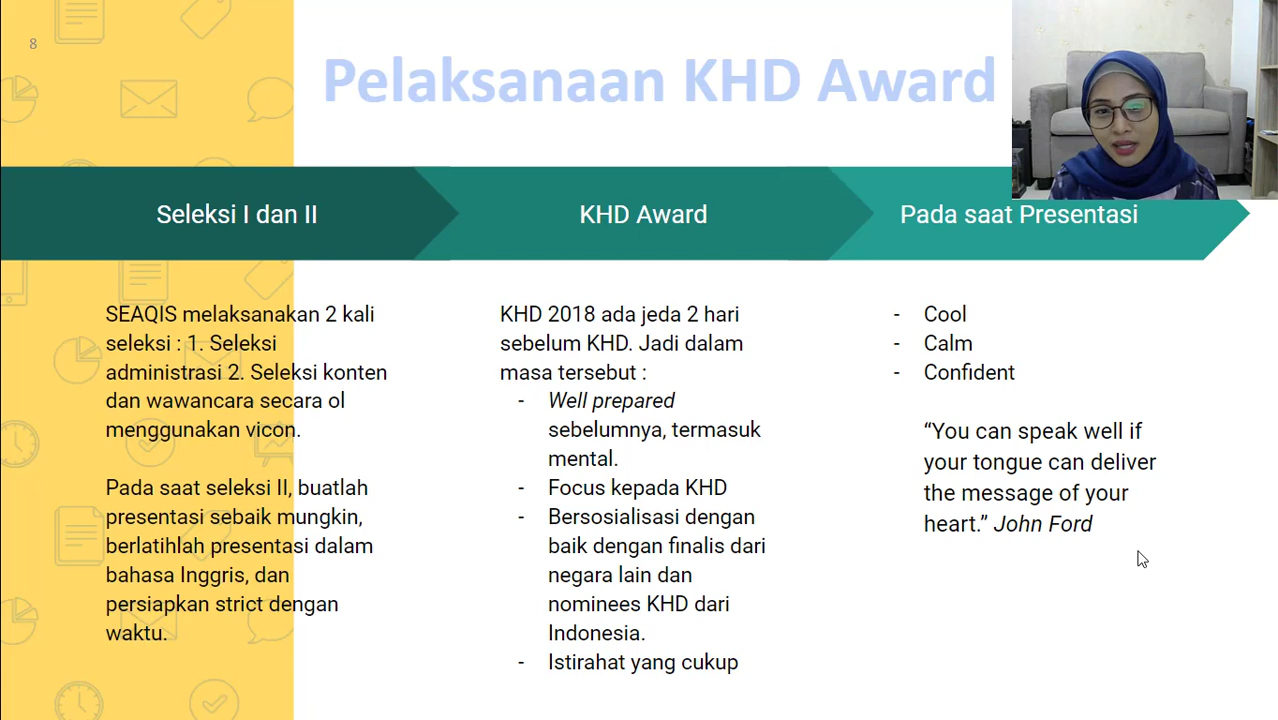 8
Pelaksanaan KHD Award
Seleksi I dan II
KHD Award
Pada saat Presentasi
SEAQIS melaksanakan 2 kali
seleksi : 1. Seleksi
administrasi 2. Seleksi konten
dan wawancara secara ol
menggunakan vicon.
Pada saat seleksi II, buatlah
presentasi sebaik mungkin,
berlatihlah presentasi dalam
bahasa Inggris, dan
persiapkan strict dengan
waktu.
KHD 2018 ada jeda 2 hari
sebelum KHD. Jadi dalam
masa tersebut :
- Well prepared
sebelumnya, termasuk
mental.
- Focus kepada KHD
- Bersosialisasi dengan
baik dengan finalis dari
negara lain dan
nominees KHD dari
Indonesia.
- Istirahat yang cukup
- Cool
- Calm
- Confident
“You can speak well if
your tongue can deliver
the message of your
heart.” John Ford